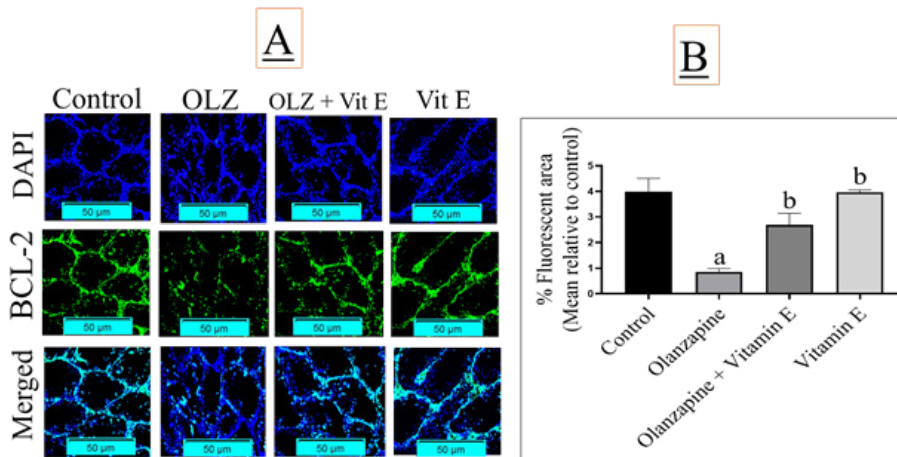 A
B
Control OLZ OLZ + Vit E Vit E
DAPI
50 µm 50 µm 50 µm 50 µm
BCL-2
50 µm 50 µm 50 µm 50 µm
Merged
50 µm 50 µm 50 µm 50 µm
% Fluorescent area
(Mean relative to control)
5
4
3
2
1
0
a
b
b
Control
Olanzapine
Olanzapine + Vitamin E
Vitamin E